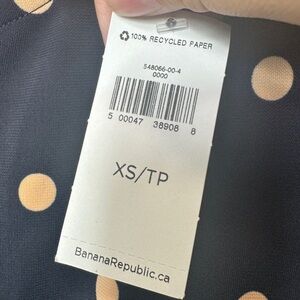 100% RECYCLED PAPER
548066-00-4
0000
5 00047 38908 8
XS/TP
BananaRepublic.ca